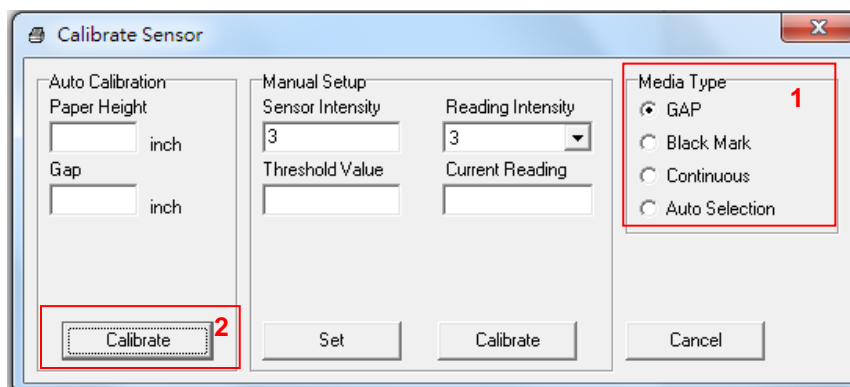 Calibrate Sensor
Auto Calibration
Paper Height
inch
Gap
inch
Calibrate
2
Manual Setup
Sensor Intensity Reading Intensity
3 3
Threshold Value Current Reading
Set Calibrate
Media Type
1
GAP
Black Mark
Continuous
Auto Selection
Cancel